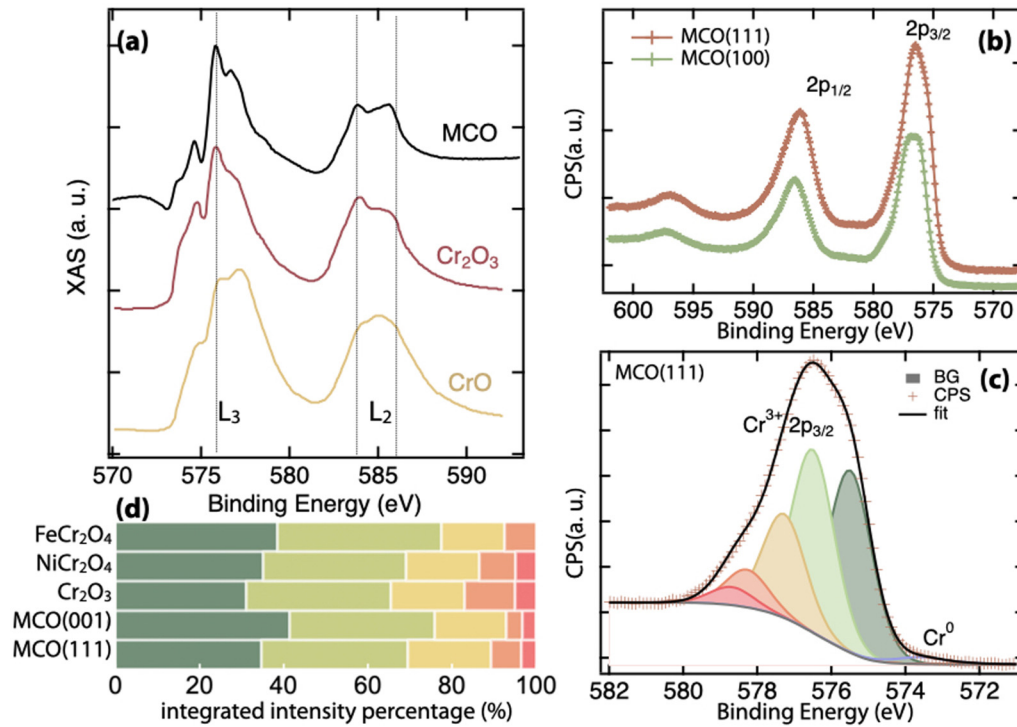 (a)
MCO
Cr₂O₃
CrO
L₃
L₂
XAS (a. u.)
570 575 580 585 590
Binding Energy (eV)
(b)
MCO(111)
MCO(100)
2p₁/₂
2p₃/₂
CPS(a. u.)
600 595 590 585 580 575 570
Binding Energy (eV)
(c)
MCO(111)
BG
CPS
fit
Cr³⁺ 2p₃/₂
Cr⁰
CPS(a. u.)
582 580 578 576 574 572
Binding Energy (eV)
(d)
FeCr₂O₄
NiCr₂O₄
Cr₂O₃
MCO(001)
MCO(111)
0 20 40 60 80 100
integrated intensity percentage (%)